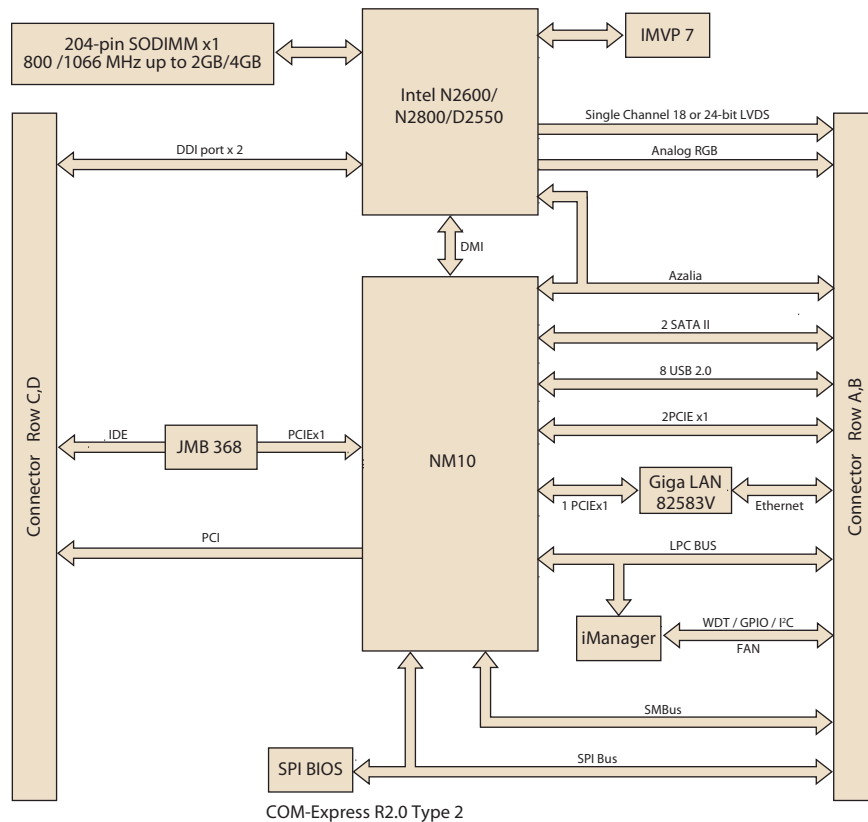 204-pin SODIMM x1
800 /1066 MHz up to 2GB/4GB
IMVP 7
Intel N2600/
N2800/D2550
Single Channel 18 or 24-bit LVDS
DDI port x 2
Analog RGB
DMI
Azalia
2 SATA II
8 USB 2.0
2PCIE x1
Connector Row C,D
Connector Row A,B
IDE
JMB 368
PCIEx1
NM10
1 PCIEx1
Giga LAN
82583V
Ethernet
PCI
LPC BUS
iManager
WDT / GPIO / I²C
FAN
SMBus
SPI BIOS
SPI Bus
COM-Express R2.0 Type 2